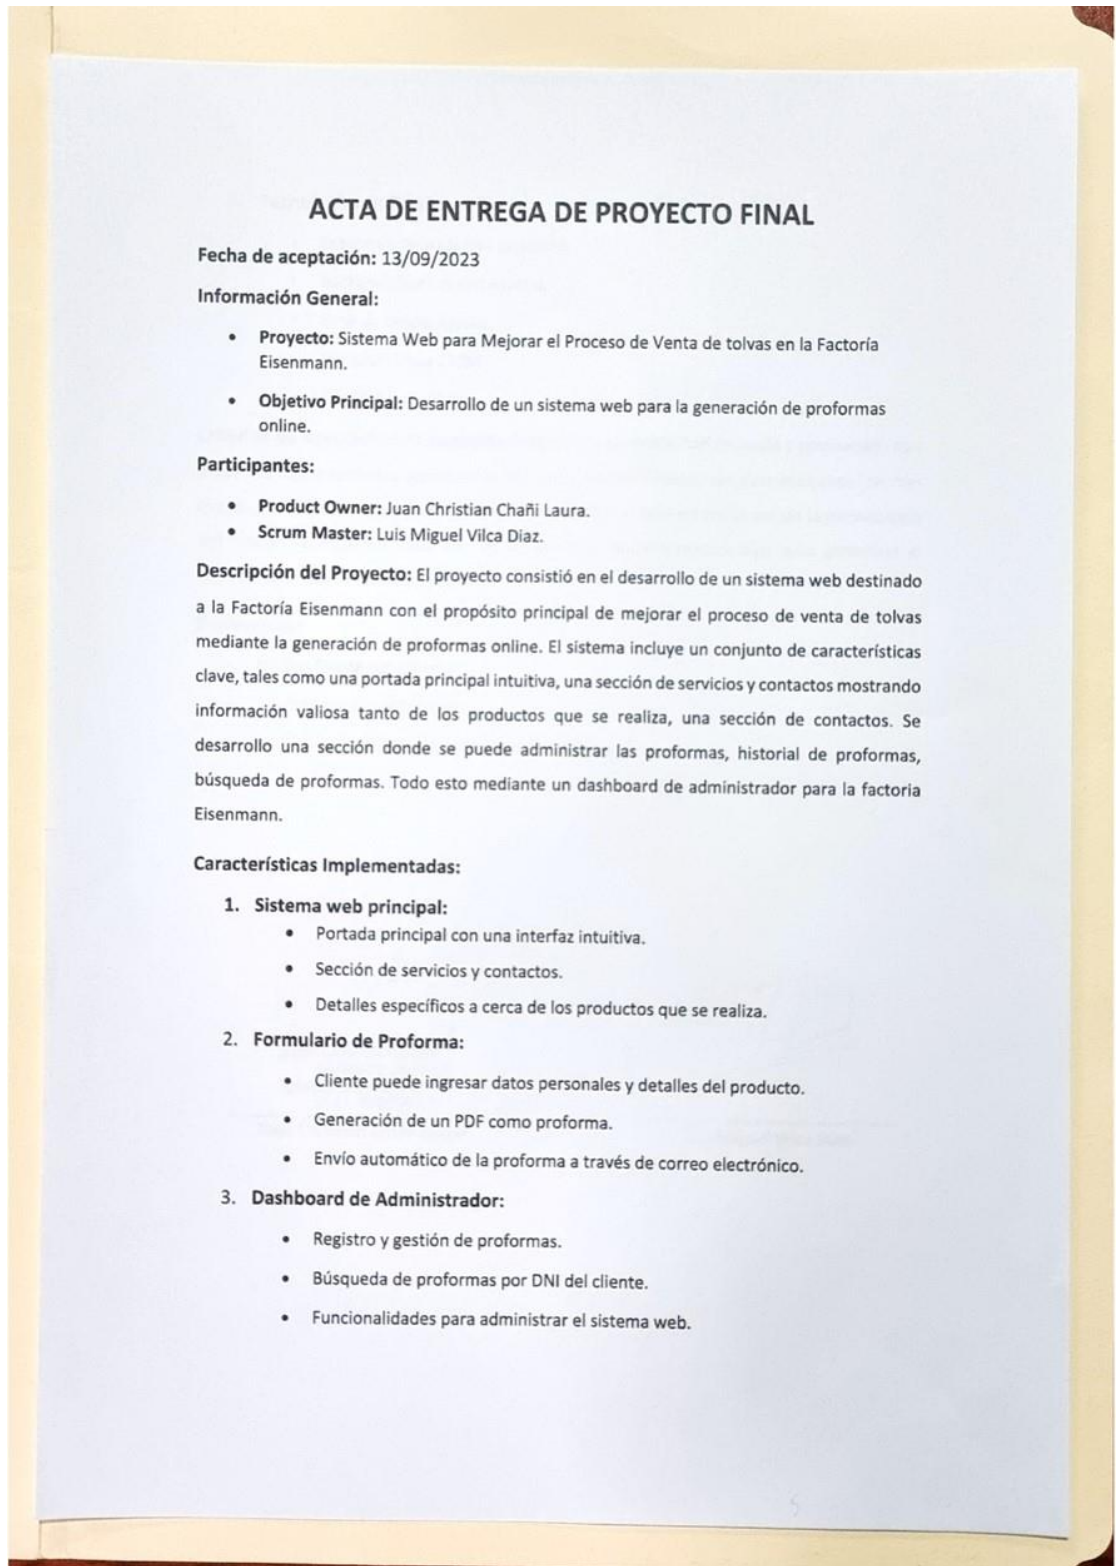 ACTA DE ENTREGA DE PROYECTO FINAL
Fecha de aceptación: 13/09/2023
Información General:
• Proyecto: Sistema Web para Mejorar el Proceso de Venta de tolvas en la Factoría
Eisenmann.
• Objetivo Principal: Desarrollo de un sistema web para la generación de proformas
online.
Participantes:
• Product Owner: Juan Christian Chañi Laura.
• Scrum Master: Luis Miguel Vilca Diaz.
Descripción del Proyecto: El proyecto consistió en el desarrollo de un sistema web destinado
a la Factoría Eisenmann con el propósito principal de mejorar el proceso de venta de tolvas
mediante la generación de proformas online. El sistema incluye un conjunto de características
clave, tales como una portada principal intuitiva, una sección de servicios y contactos mostrando
información valiosa tanto de los productos que se realiza, una sección de contactos. Se
desarrollo una sección donde se puede administrar las proformas, historial de proformas,
búsqueda de proformas. Todo esto mediante un dashboard de administrador para la factoria
Eisenmann.
Características Implementadas:
1. Sistema web principal:
• Portada principal con una interfaz intuitiva.
• Sección de servicios y contactos.
• Detalles específicos a cerca de los productos que se realiza.
2. Formulario de Proforma:
• Cliente puede ingresar datos personales y detalles del producto.
• Generación de un PDF como proforma.
• Envío automático de la proforma a través de correo electrónico.
3. Dashboard de Administrador:
• Registro y gestión de proformas.
• Búsqueda de proformas por DNI del cliente.
• Funcionalidades para administrar el sistema web.